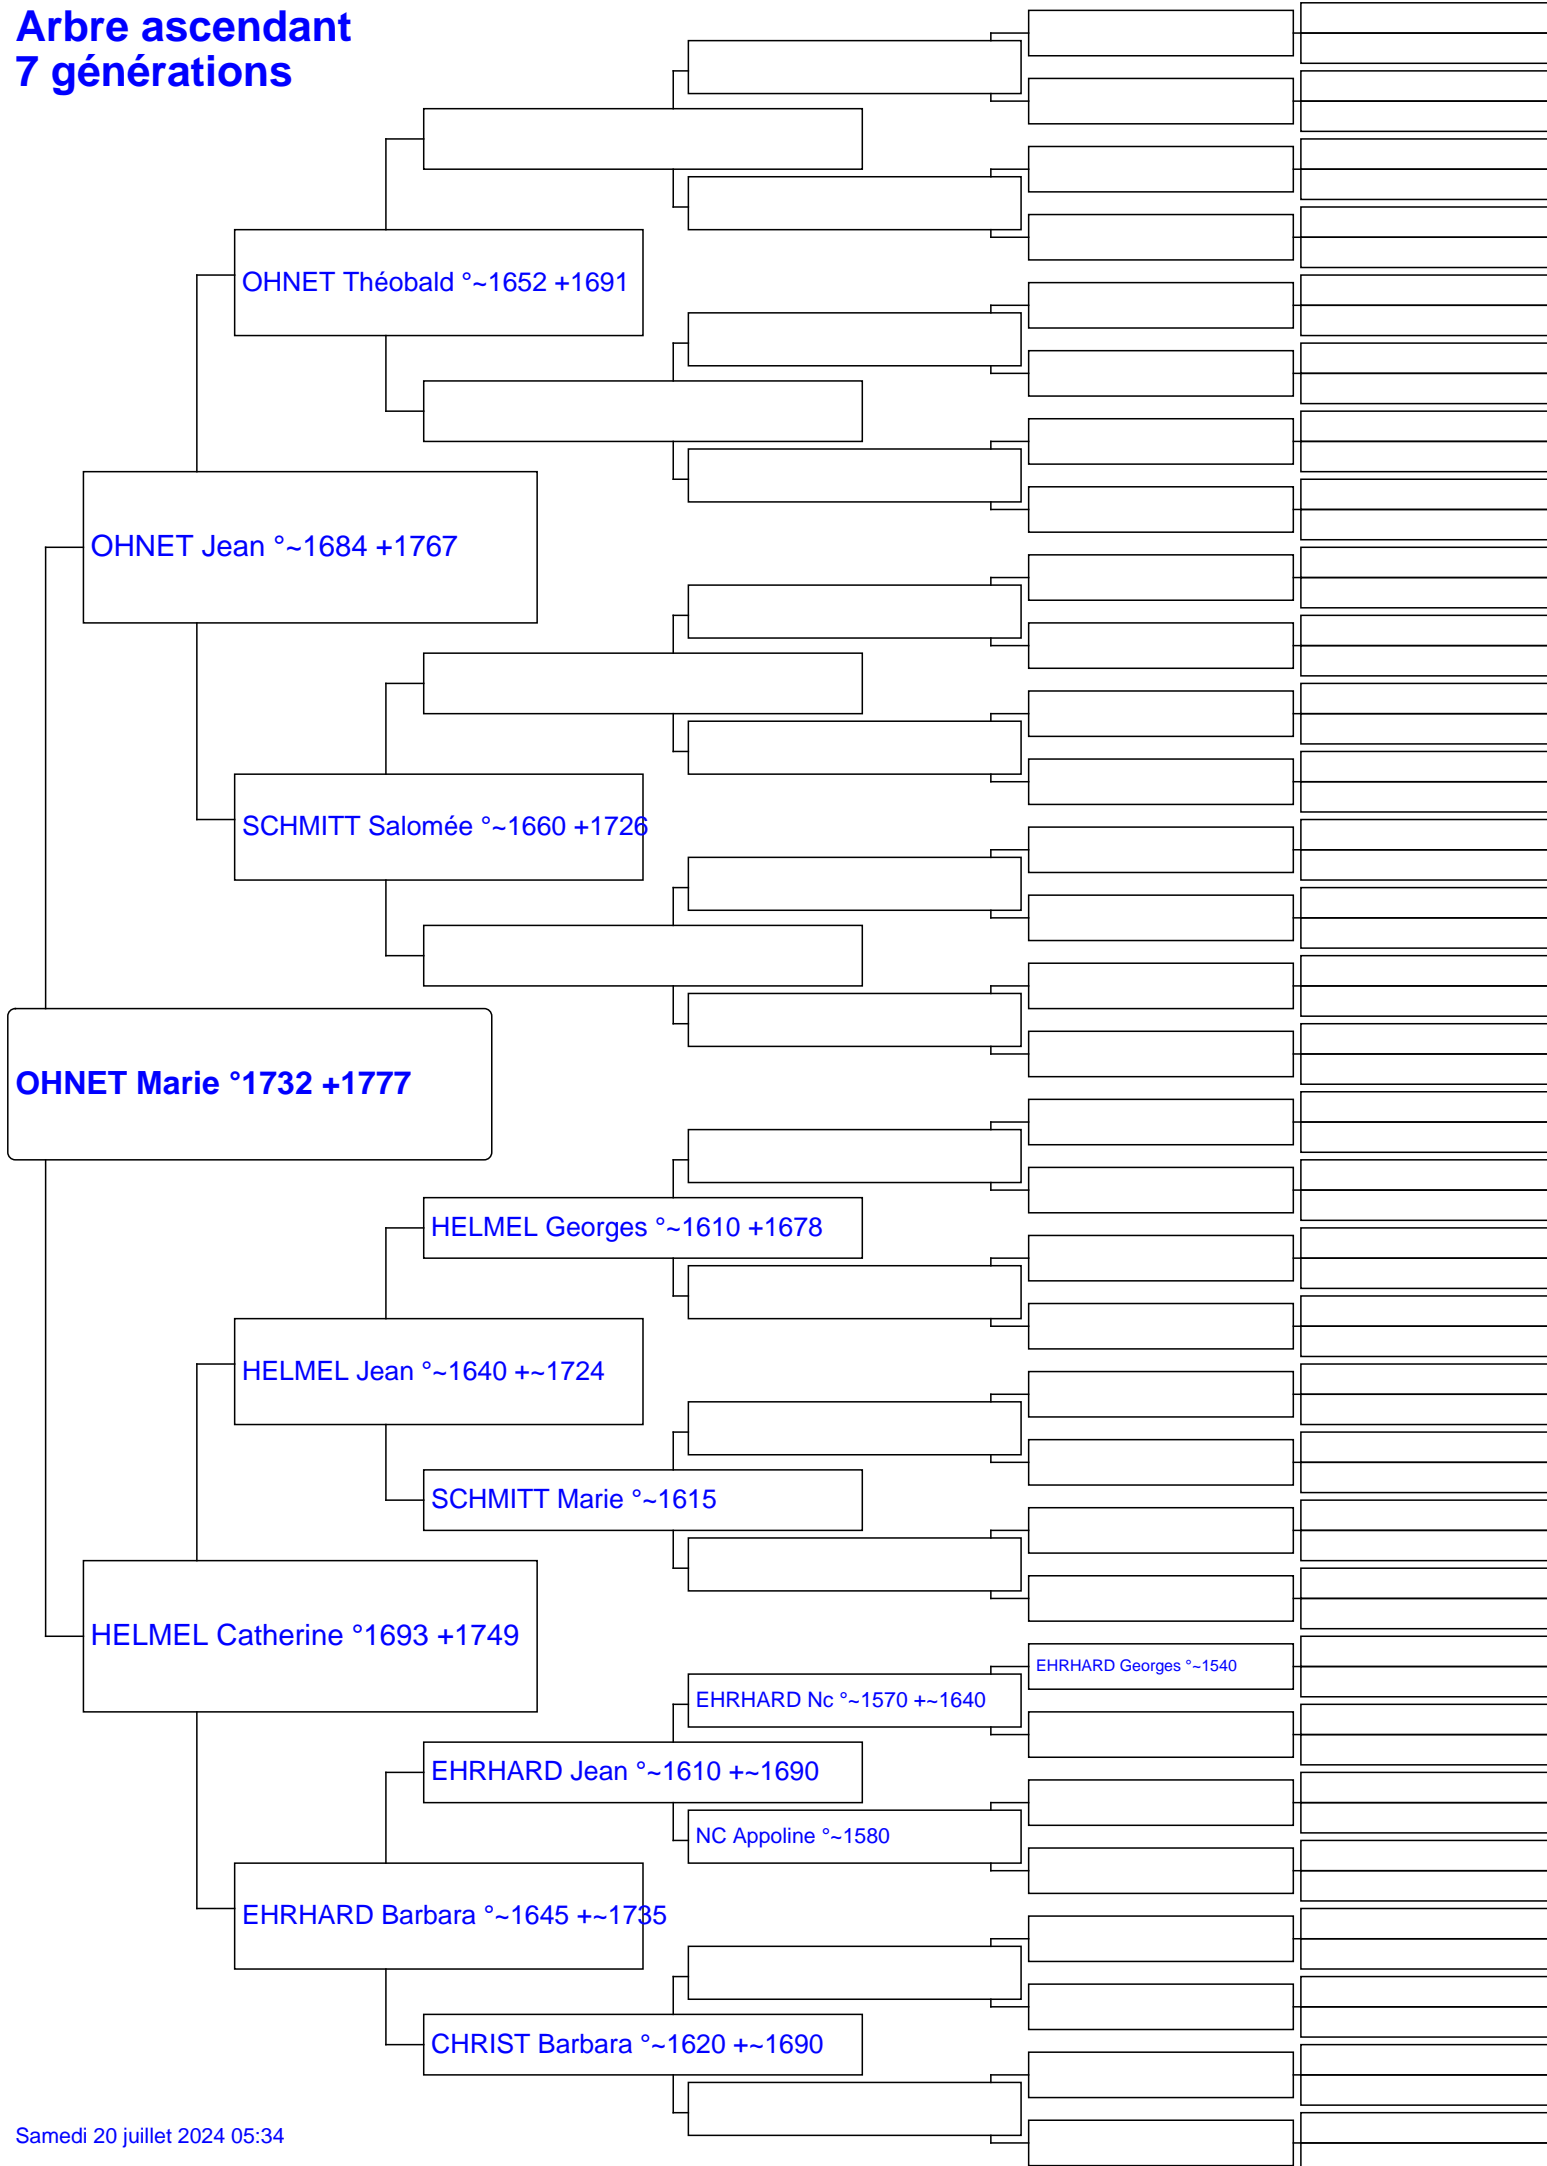 Arbre ascendant
7 générations
OHNET Théobald °~1652 +1691
OHNET Jean °~1684 +1767
SCHMITT Salomée °~1660 +1726
OHNET Marie °1732 +1777
HELMEL Georges °~1610 +1678
HELMEL Jean °~1640 +~1724
SCHMITT Marie °~1615
HELMEL Catherine °1693 +1749
EHRHARD Georges °~1540
EHRHARD Nc °~1570 +~1640
EHRHARD Jean °~1610 +~1690
NC Appoline °~1580
EHRHARD Barbara °~1645 +~1735
CHRIST Barbara °~1620 +~1690
Samedi 20 juillet 2024 05:34